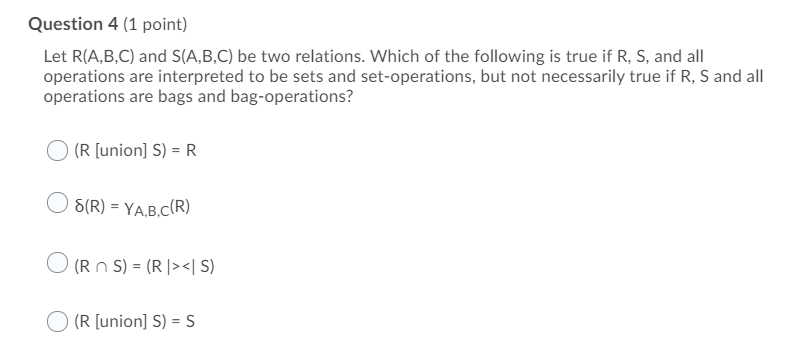 Question 4 (1 point)
Let R(A,B,C) and S(A,B,C) be two relations. Which of the following is true if R, S, and all
operations are interpreted to be sets and set-operations, but not necessarily true if R, S and all
operations are bags and bag-operations?
(R [union] S) = R
δ(R) = γA,B,C(R)
(R ∩ S) = (R |><| S)
(R [union] S) = S